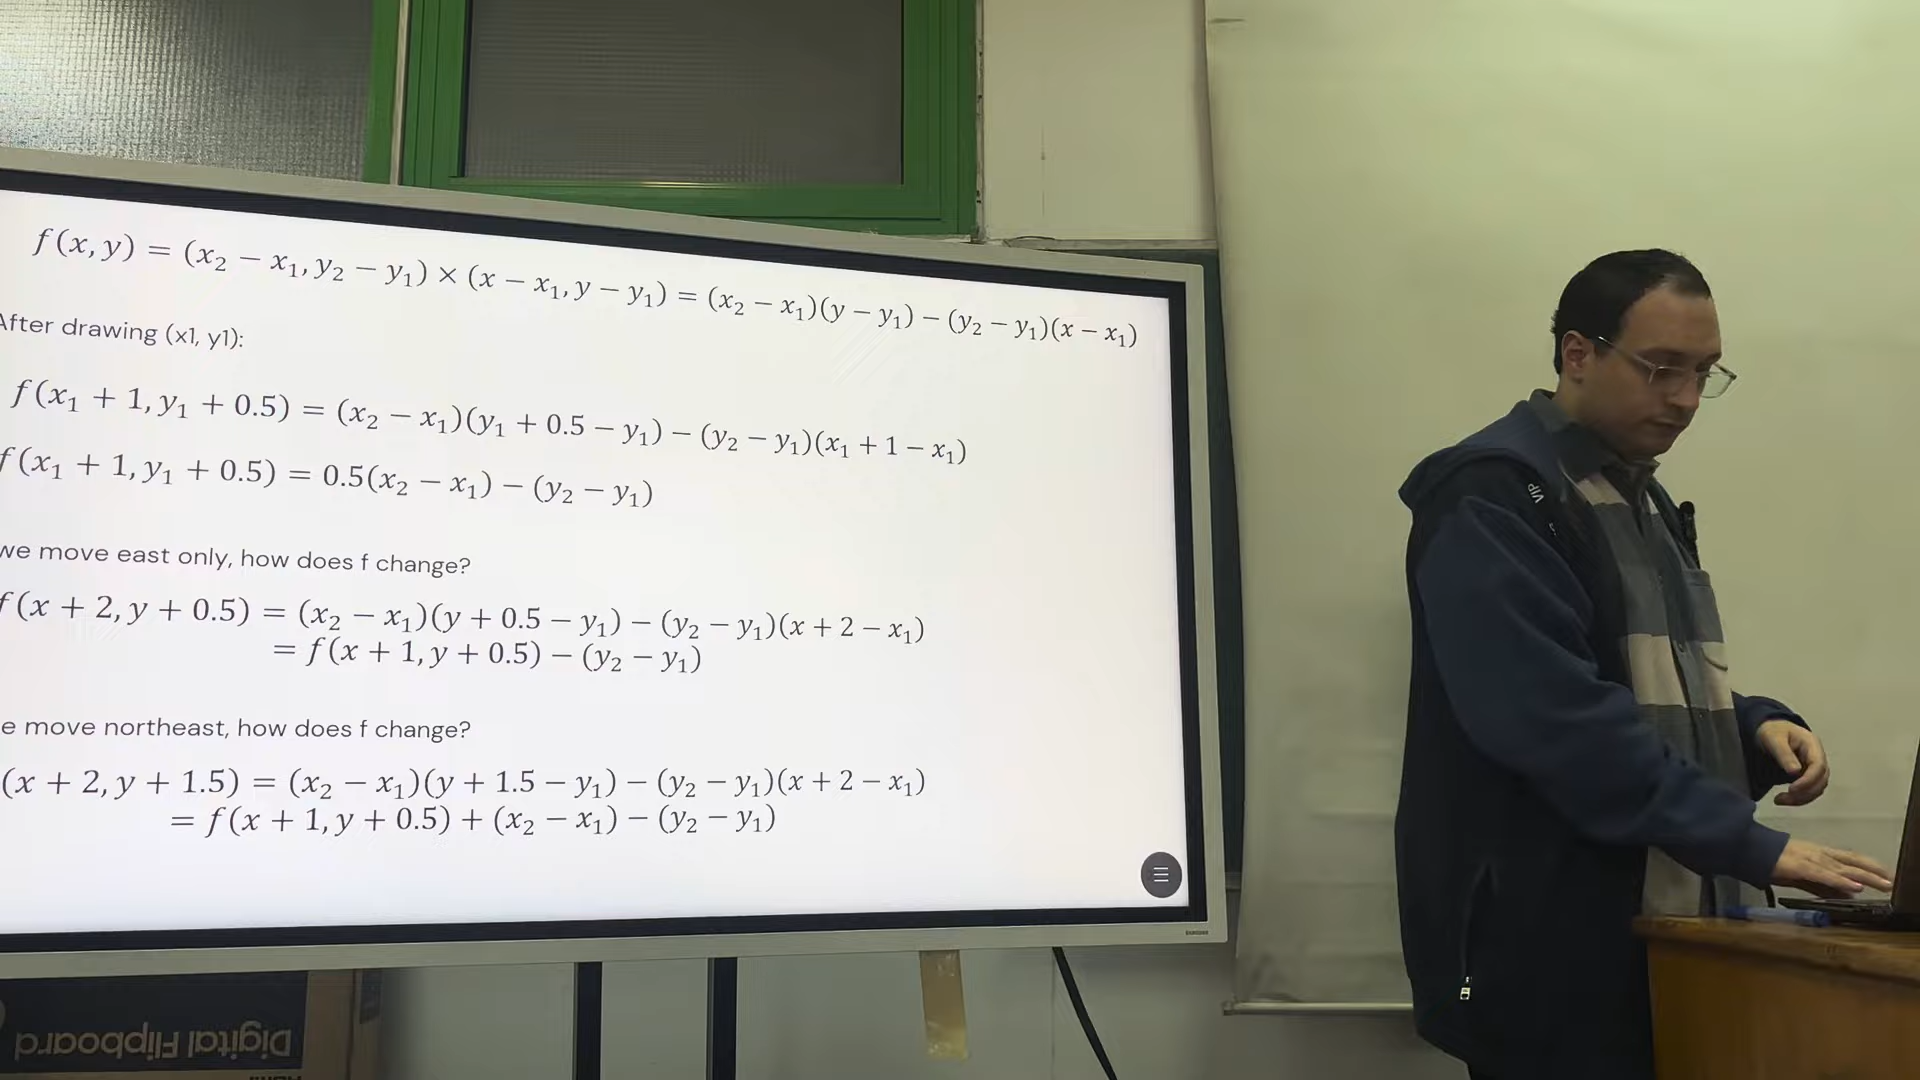 f(x, y) = (x₂ − x₁, y₂ − y₁) × (x − x₁, y − y₁) = (x₂ − x₁)(y − y₁) − (y₂ − y₁)(x − x₁)
After drawing (x1, y1):
f(x₁ + 1, y₁ + 0.5) = (x₂ − x₁)(y₁ + 0.5 − y₁) − (y₂ − y₁)(x₁ + 1 − x₁)
f(x₁ + 1, y₁ + 0.5) = 0.5(x₂ − x₁) − (y₂ − y₁)
we move east only, how does f change?
f(x + 2, y + 0.5) = (x₂ − x₁)(y + 0.5 − y₁) − (y₂ − y₁)(x + 2 − x₁)
= f(x + 1, y + 0.5) − (y₂ − y₁)
e move northeast, how does f change?
(x + 2, y + 1.5) = (x₂ − x₁)(y + 1.5 − y₁) − (y₂ − y₁)(x + 2 − x₁)
= f(x + 1, y + 0.5) + (x₂ − x₁) − (y₂ − y₁)
SAMSUNG
VIP
Digital Flipboard